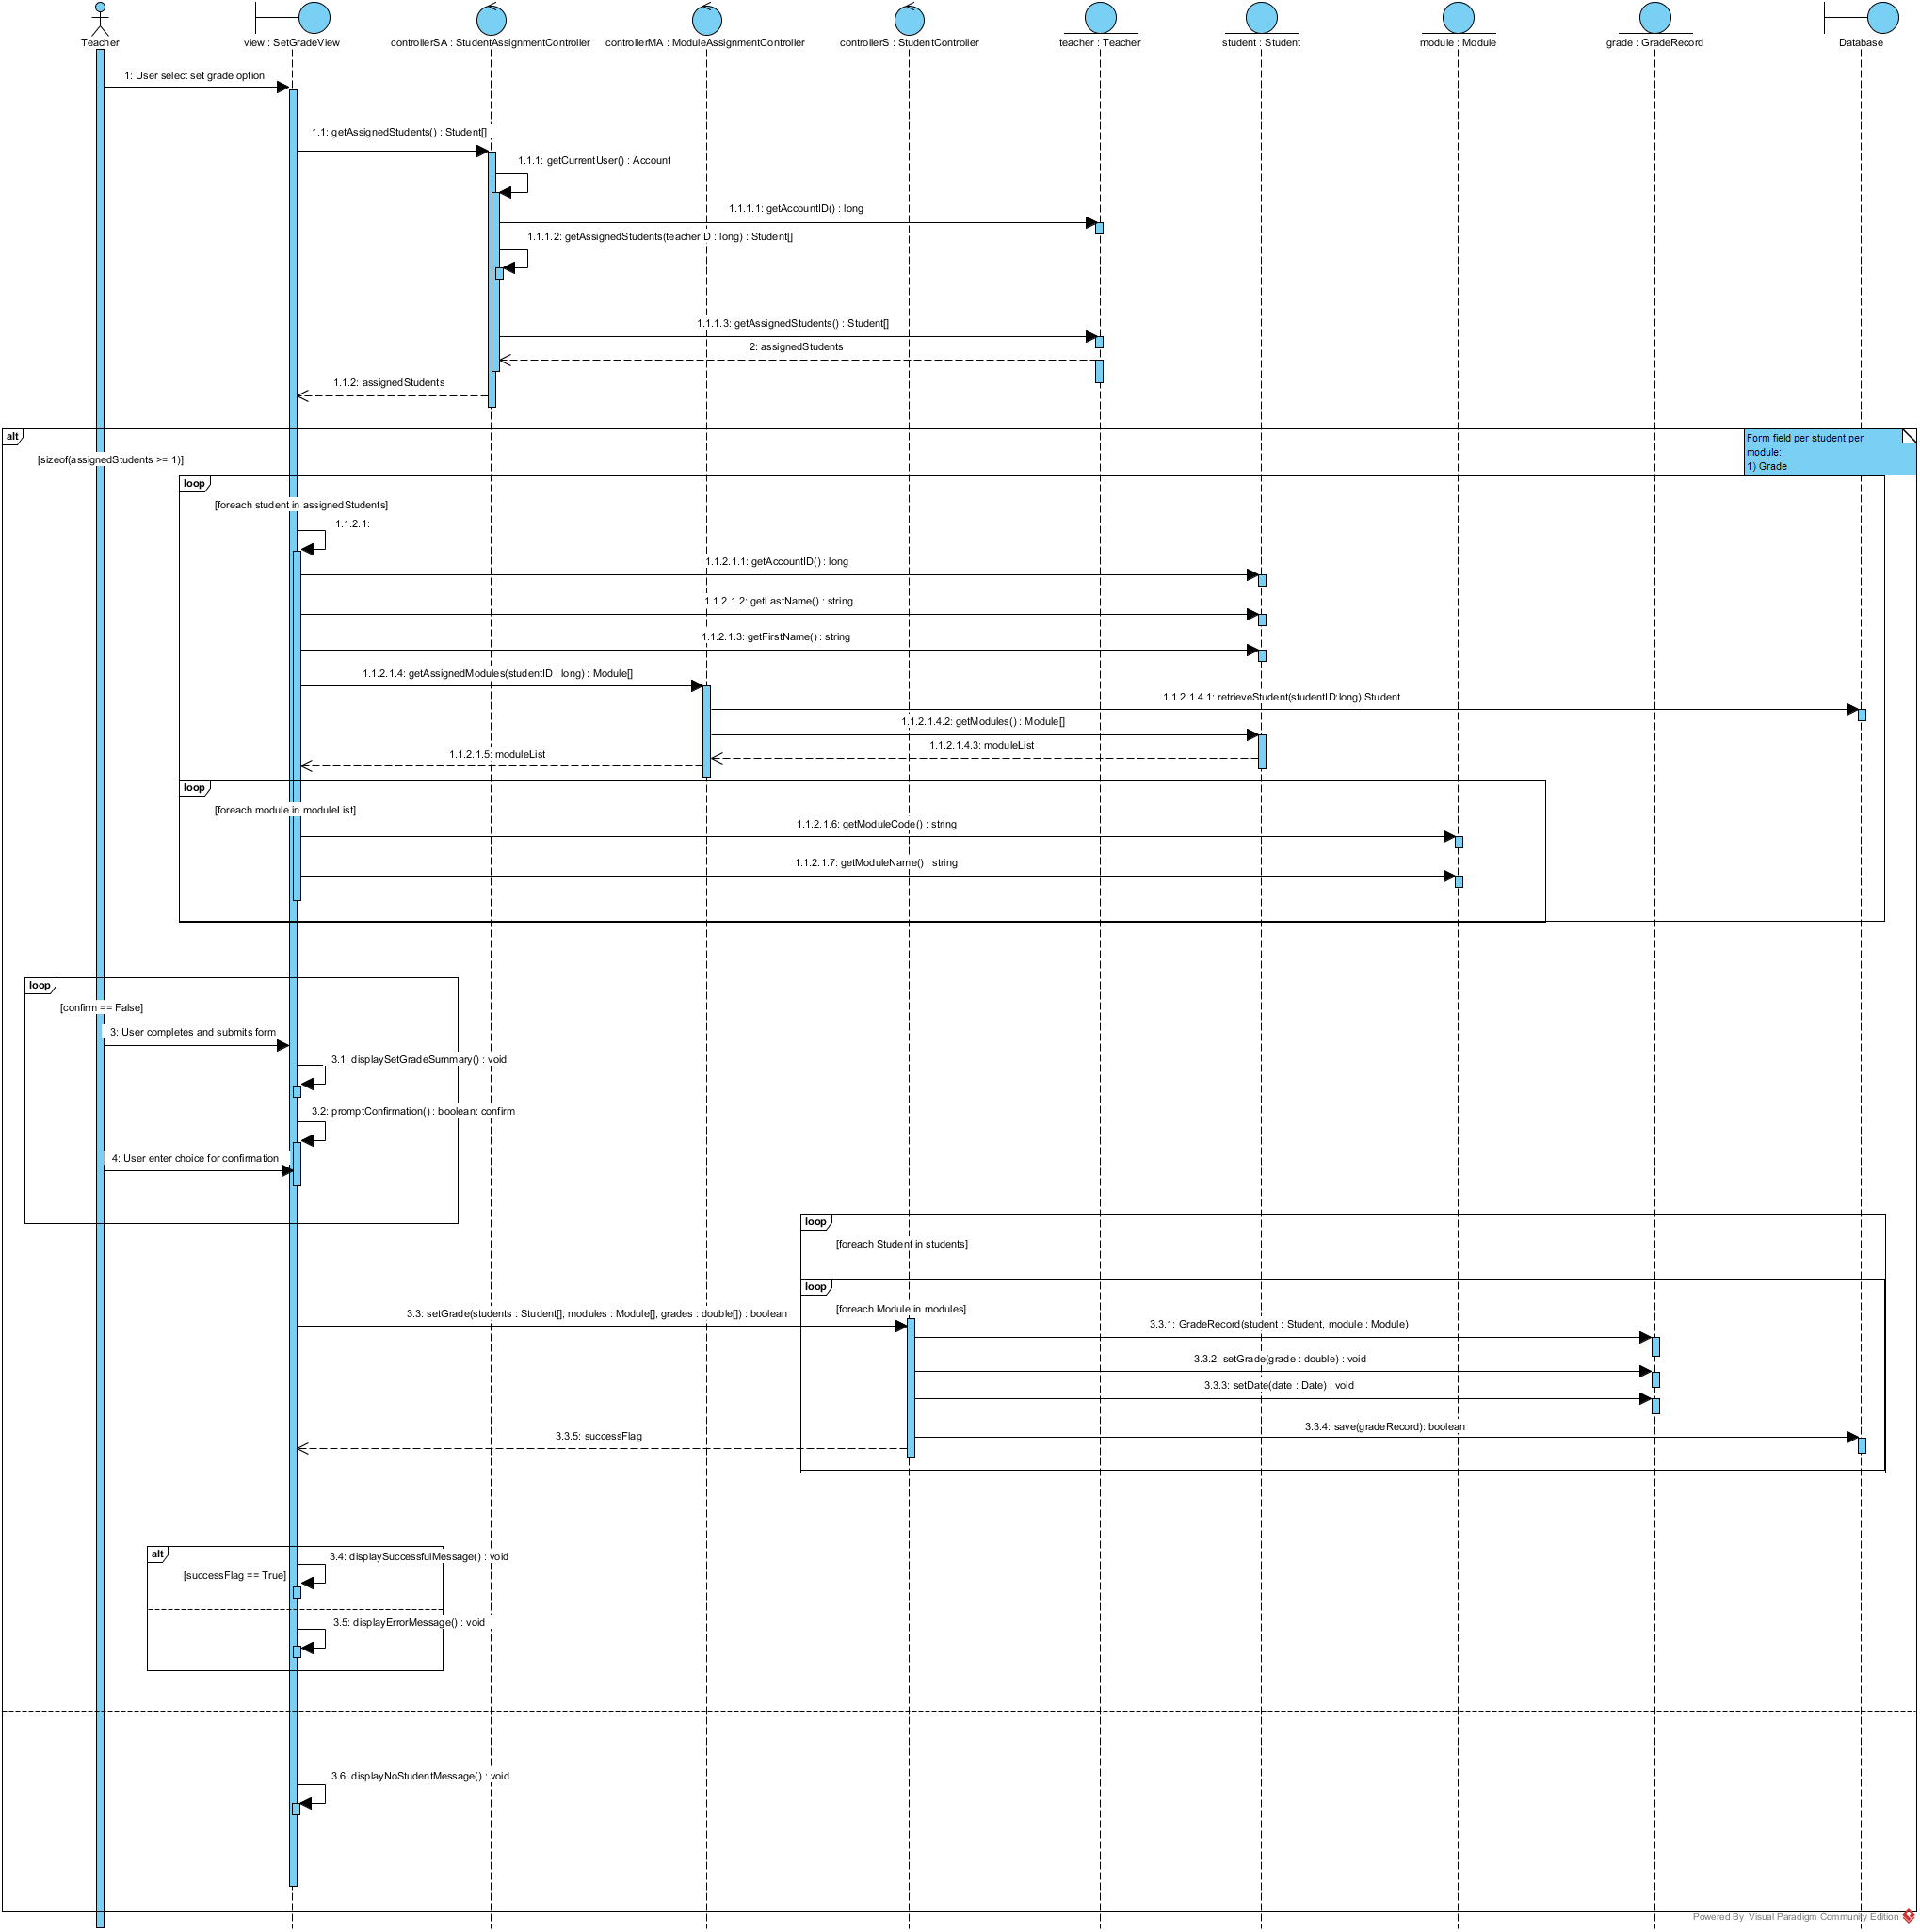 Teacher
view : SetGradeView
controllerSA : StudentAssignmentController
controllerMA : ModuleAssignmentController
controllerS : StudentController
teacher : Teacher
student : Student
module : Module
grade : GradeRecord
Database
1: User select set grade option
1.1: getAssignedStudents() : Student[]
1.1.1: getCurrentUser() : Account
1.1.1.1: getAccountID() : long
1.1.1.2: getAssignedStudents(teacherID : long) : Student[]
1.1.1.3: getAssignedStudents() : Student[]
2: assignedStudents
1.1.2: assignedStudents
alt
[sizeof(assignedStudents >= 1)]
Form field per student per
module:
1) Grade
loop
[foreach student in assignedStudents]
1.1.2.1:
1.1.2.1.1: getAccountID() : long
1.1.2.1.2: getLastName() : string
1.1.2.1.3: getFirstName() : string
1.1.2.1.4: getAssignedModules(studentID : long) : Module[]
1.1.2.1.4.1: retrieveStudent(studentID:long):Student
1.1.2.1.4.2: getModules() : Module[]
1.1.2.1.4.3: moduleList
1.1.2.1.5: moduleList
loop
[foreach module in moduleList]
1.1.2.1.6: getModuleCode() : string
1.1.2.1.7: getModuleName() : string
loop
[confirm == False]
3: User completes and submits form
3.1: displaySetGradeSummary() : void
3.2: promptConfirmation() : boolean: confirm
4: User enter choice for confirmation
loop
[foreach Student in students]
loop
[foreach Module in modules]
3.3: setGrade(students : Student[], modules : Module[], grades : double[]) : boolean
3.3.1: GradeRecord(student : Student, module : Module)
3.3.2: setGrade(grade : double) : void
3.3.3: setDate(date : Date) : void
3.3.4: save(gradeRecord): boolean
3.3.5: successFlag
alt
3.4: displaySuccessfulMessage() : void
[successFlag == True]
3.5: displayErrorMessage() : void
3.6: displayNoStudentMessage() : void
Powered By Visual Paradigm Community Edition